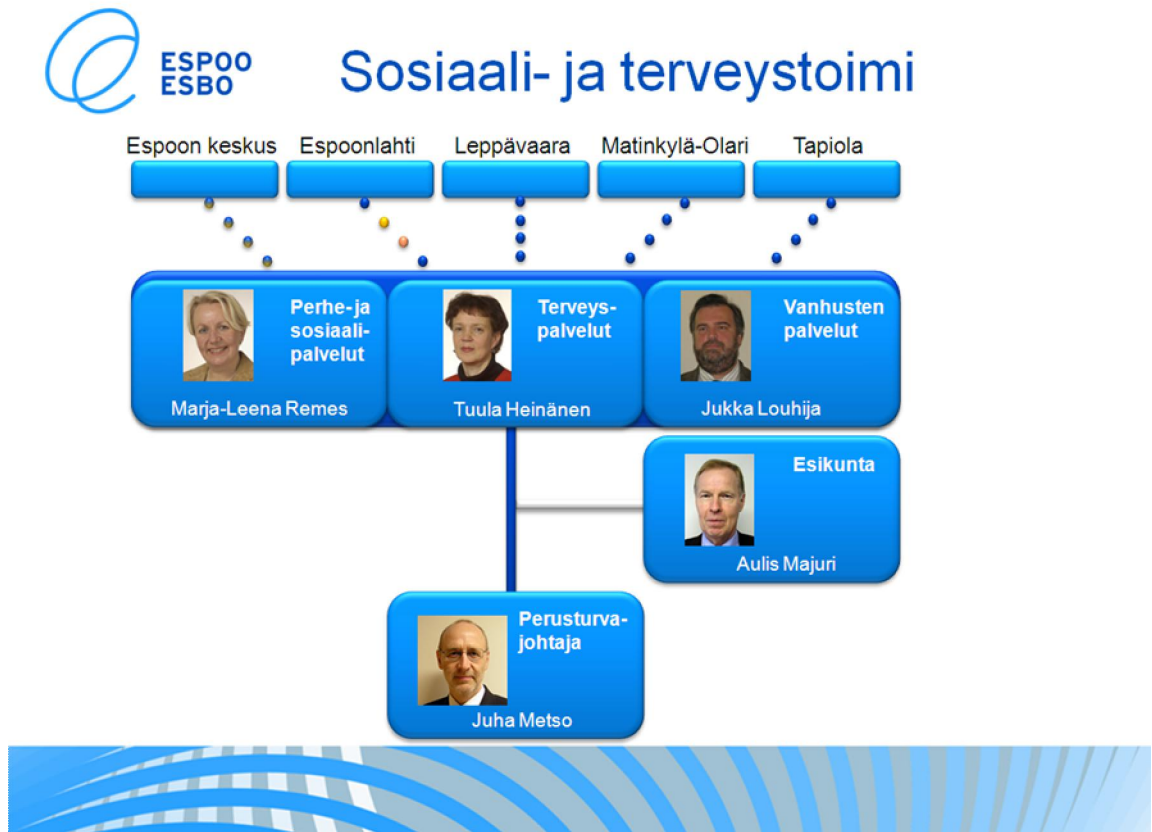 ESPOO
ESBO
Sosiaali- ja terveystoimi
Espoon keskus
Espoonlahti
Leppävaara
Matinkylä-Olari
Tapiola
Perhe-ja
sosiaali-
palvelut
Marja-Leena Remes
Terveys-
palvelut
Tuula Heinänen
Vanhusten
palvelut
Jukka Louhija
Esikunta
Aulis Majuri
Perusturva-
johtaja
Juha Metso